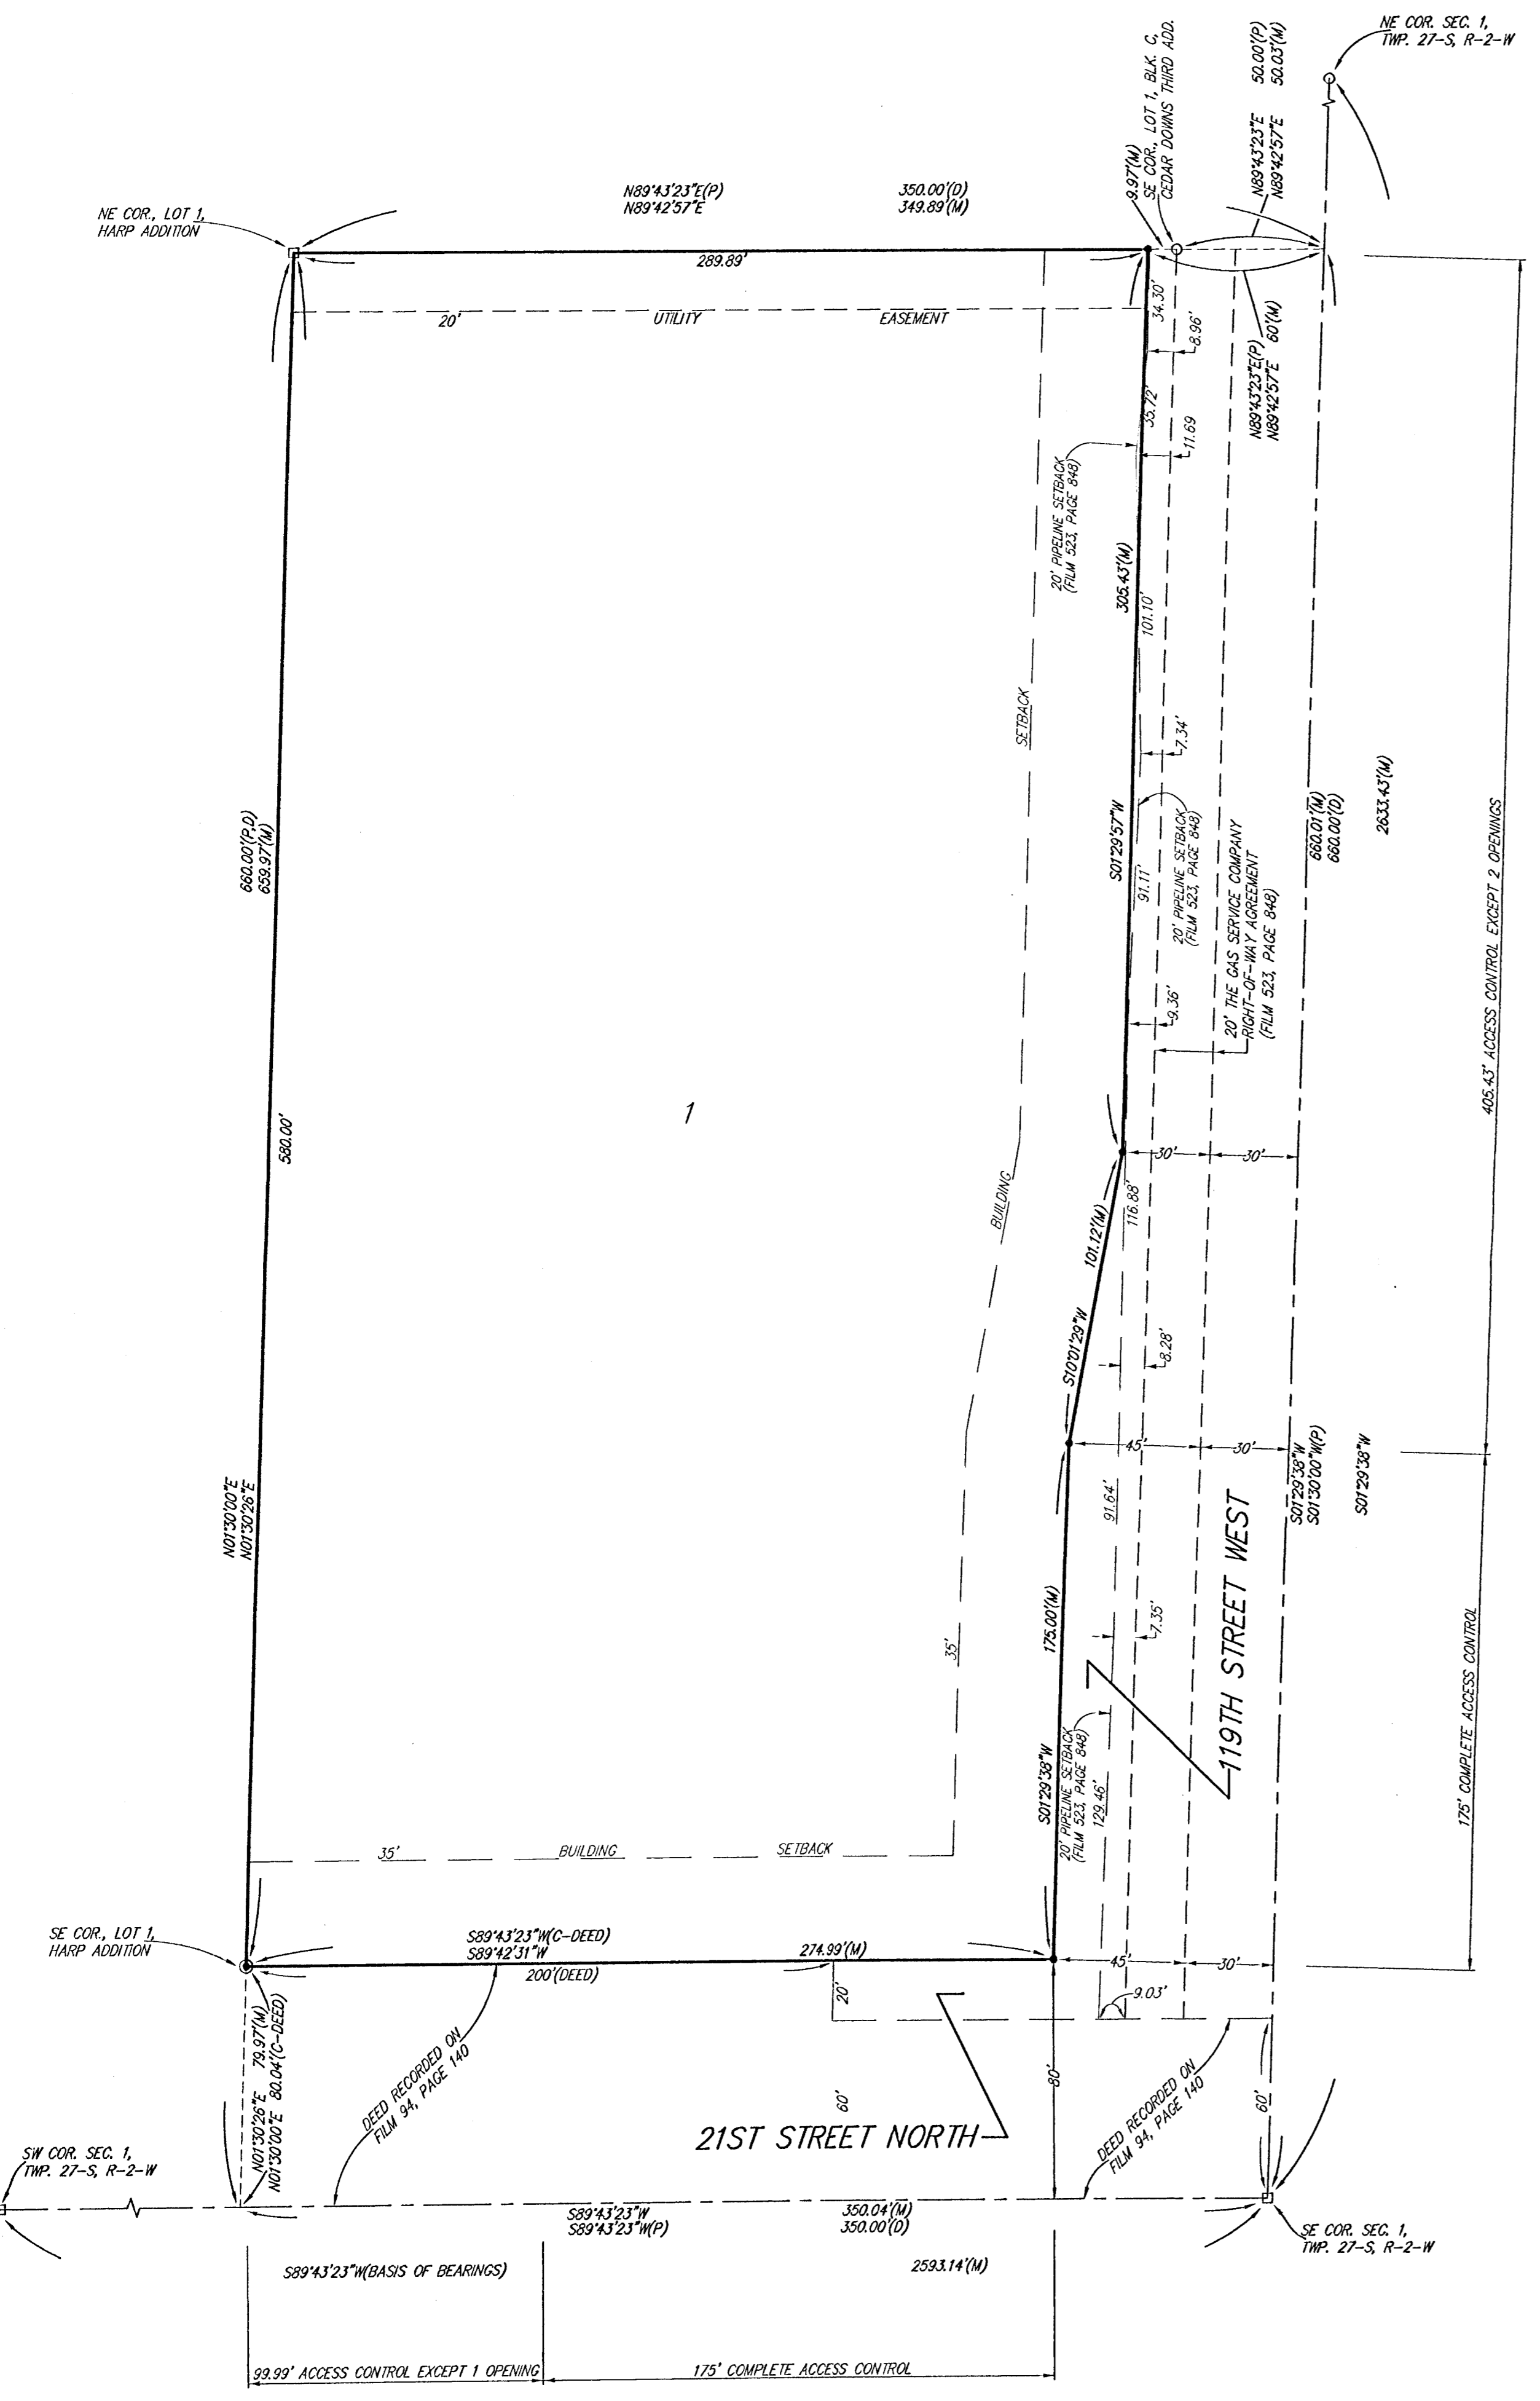 NE COR. SEC. 1,
TWP. 27-S, R-2-W
N89°43'23"E(P) 50.00'(P)
N89°42'57"E 50.03'(M)
SE COR., LOT 1, BLK. C,
CEDAR DOWNS THIRD ADD.
9.97'(M)
N89°43'23"E(P) 350.00'(D)
N89°42'57"E 349.89'(M)
NE COR., LOT 1,
HARP ADDITION
289.89'
20' UTILITY EASEMENT
34.30'
8.96'
N89°43'23"E(P)
N89°42'57"E 60'(M)
35.72'
11.69
20' PIPELINE SETBACK
(FILM 523, PAGE 848)
305.43'(M)
101.10'
SETBACK
7.34'
660.00'(P,D)
659.97'(M)
S01°29'57"W
91.11'
20' PIPELINE SETBACK
(FILM 523, PAGE 848)
20' THE GAS SERVICE COMPANY
RIGHT-OF-WAY AGREEMENT
(FILM 523, PAGE 848)
660.01'(M)
660.00'(D)
2633.43'(M)
405.43' ACCESS CONTROL EXCEPT 2 OPENINGS
9.36'
580.00'
1
30' 30'
116.88'
BUILDING
101.12'(M)
S10°01'29"W
8.28'
45' 30'
N01°30'00"E
N01°30'26"E
91.64'
S01°29'38"W
S01°30'00"W(P)
S01°29'38"W
119TH STREET WEST
175.00'(M)
7.35'
35'
175' COMPLETE ACCESS CONTROL
S01°29'38"W
20' PIPELINE SETBACK
(FILM 523, PAGE 848)
129.46'
35' BUILDING SETBACK
SE COR., LOT 1,
HARP ADDITION
S89°43'23"W(C-DEED)
S89°42'31"W 274.99'(M)
200'(DEED)
45' 30'
20'
9.03'
N01°30'26"E 79.97'(M)
N01°30'00"E 80.04'(C-DEED)
DEED RECORDED ON
FILM 94, PAGE 140
60'
80'
21ST STREET NORTH
DEED RECORDED ON
FILM 94, PAGE 140
60'
SW COR. SEC. 1,
TWP. 27-S, R-2-W
S89°43'23"W 350.04'(M)
S89°43'23"W(P) 350.00'(D)
SE COR. SEC. 1,
TWP. 27-S, R-2-W
S89°43'23"W(BASIS OF BEARINGS) 2593.14'(M)
99.99' ACCESS CONTROL EXCEPT 1 OPENING
175' COMPLETE ACCESS CONTROL